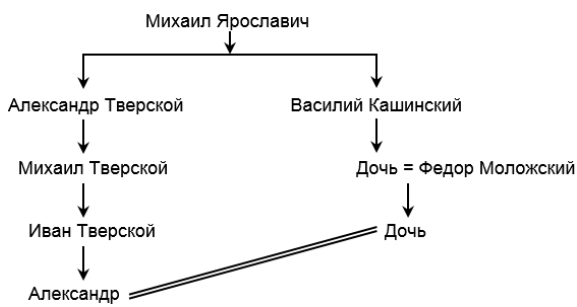 Михаил Ярославич
Александр Тверской
Василий Кашинский
Михаил Тверской
Дочь = Федор Моложский
Иван Тверской
Дочь
Александр